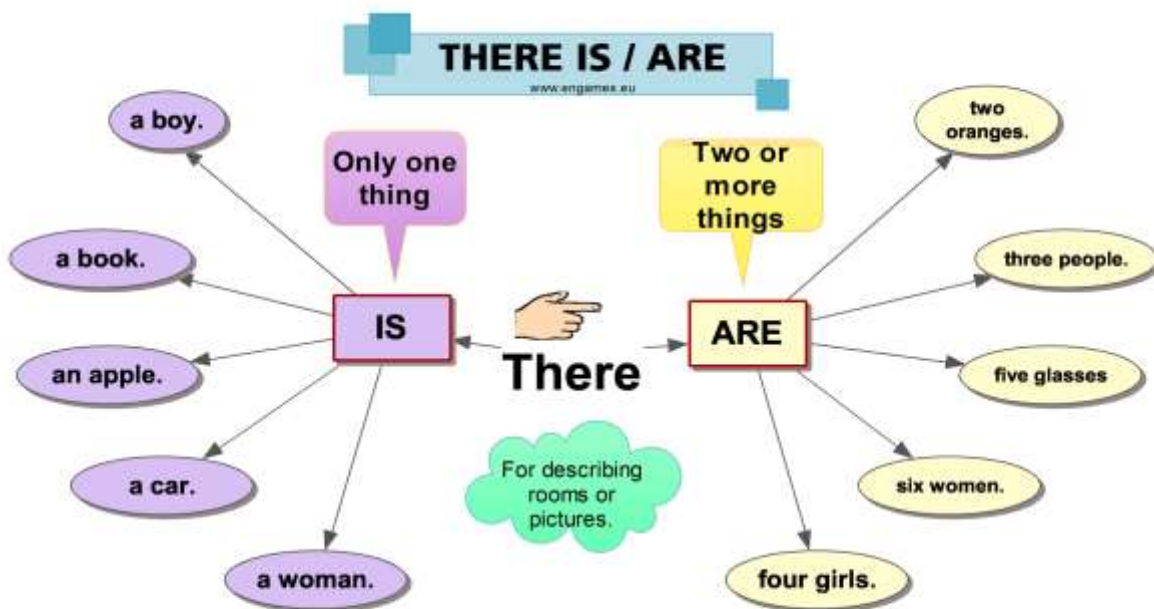 THERE IS / ARE
www.engames.eu
a boy.
Only one
thing
Two or
more
things
two
oranges.
a book.
three people.
IS
ARE
There
an apple.
five glasses
a car.
For describing
rooms or
pictures.
six women.
a woman.
four girls.